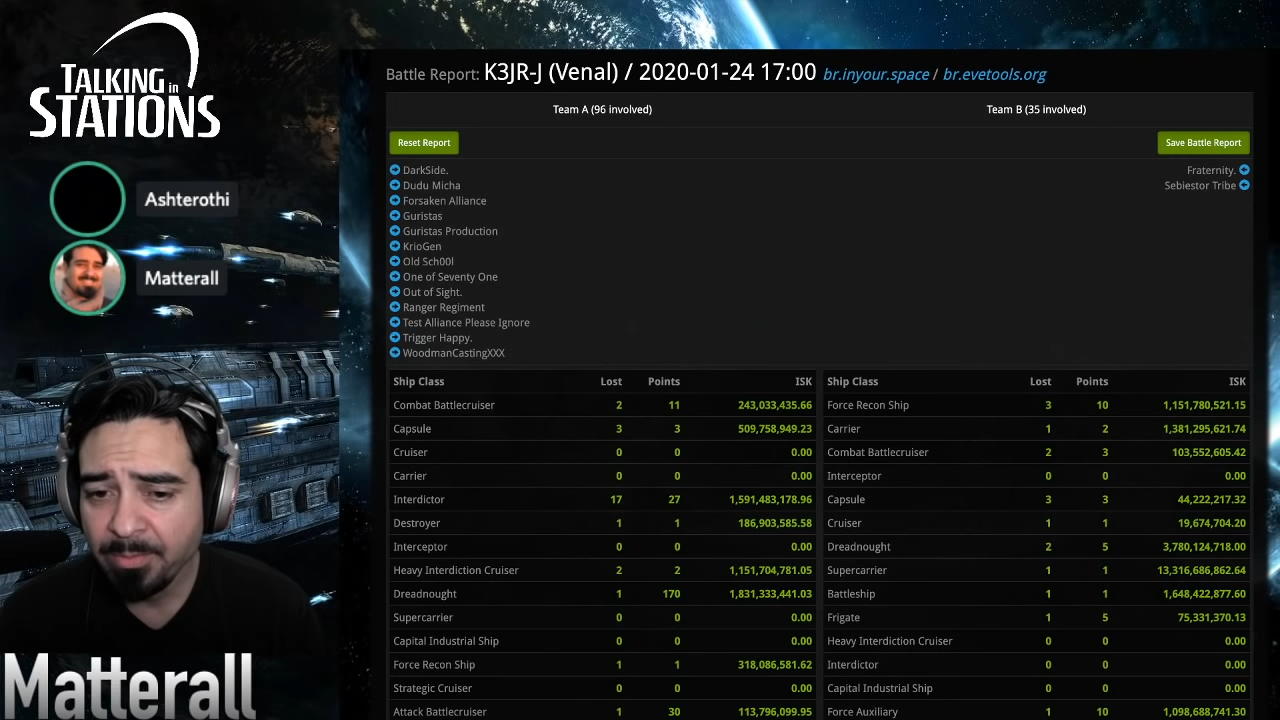 TALKING in
STATIONS
Ashterothi
Matterall
Matterall
Battle Report: K3JR-J (Venal) / 2020-01-24 17:00 br.inyour.space / br.evetools.org
Team A (96 involved) Team B (35 involved)
Reset Report Save Battle Report
DarkSide. Fraternity.
Dudu Micha Sebiestor Tribe
Forsaken Alliance
Guristas
Guristas Production
KrioGen
Old Sch00l
One of Seventy One
Out of Sight.
Ranger Regiment
Test Alliance Please Ignore
Trigger Happy.
WoodmanCastingXXX
Ship Class Lost Points ISK Ship Class Lost Points ISK
Combat Battlecruiser 2 11 243,033,435.66 Force Recon Ship 3 10 1,151,780,521.15
Capsule 3 3 509,758,949.23 Carrier 1 2 1,381,295,621.74
Cruiser 0 0 0.00 Combat Battlecruiser 2 3 103,552,605.42
Carrier 0 0 0.00 Interceptor 0 0 0.00
Interdictor 17 27 1,591,483,178.96 Capsule 3 3 44,222,217.32
Destroyer 1 1 186,903,585.58 Cruiser 1 1 19,674,704.20
Interceptor 0 0 0.00 Dreadnought 2 5 3,780,124,718.00
Heavy Interdiction Cruiser 2 2 1,151,704,781.05 Supercarrier 1 1 13,316,686,862.64
Dreadnought 1 170 1,831,333,441.03 Battleship 1 1 1,648,422,877.60
Supercarrier 0 0 0.00 Frigate 1 5 75,331,370.13
Capital Industrial Ship 0 0 0.00 Heavy Interdiction Cruiser 0 0 0.00
Force Recon Ship 1 1 318,086,581.62 Interdictor 0 0 0.00
Strategic Cruiser 0 0 0.00 Capital Industrial Ship 0 0 0.00
Attack Battlecruiser 1 30 113,796,099.95 Force Auxiliary 1 10 1,098,688,741.30